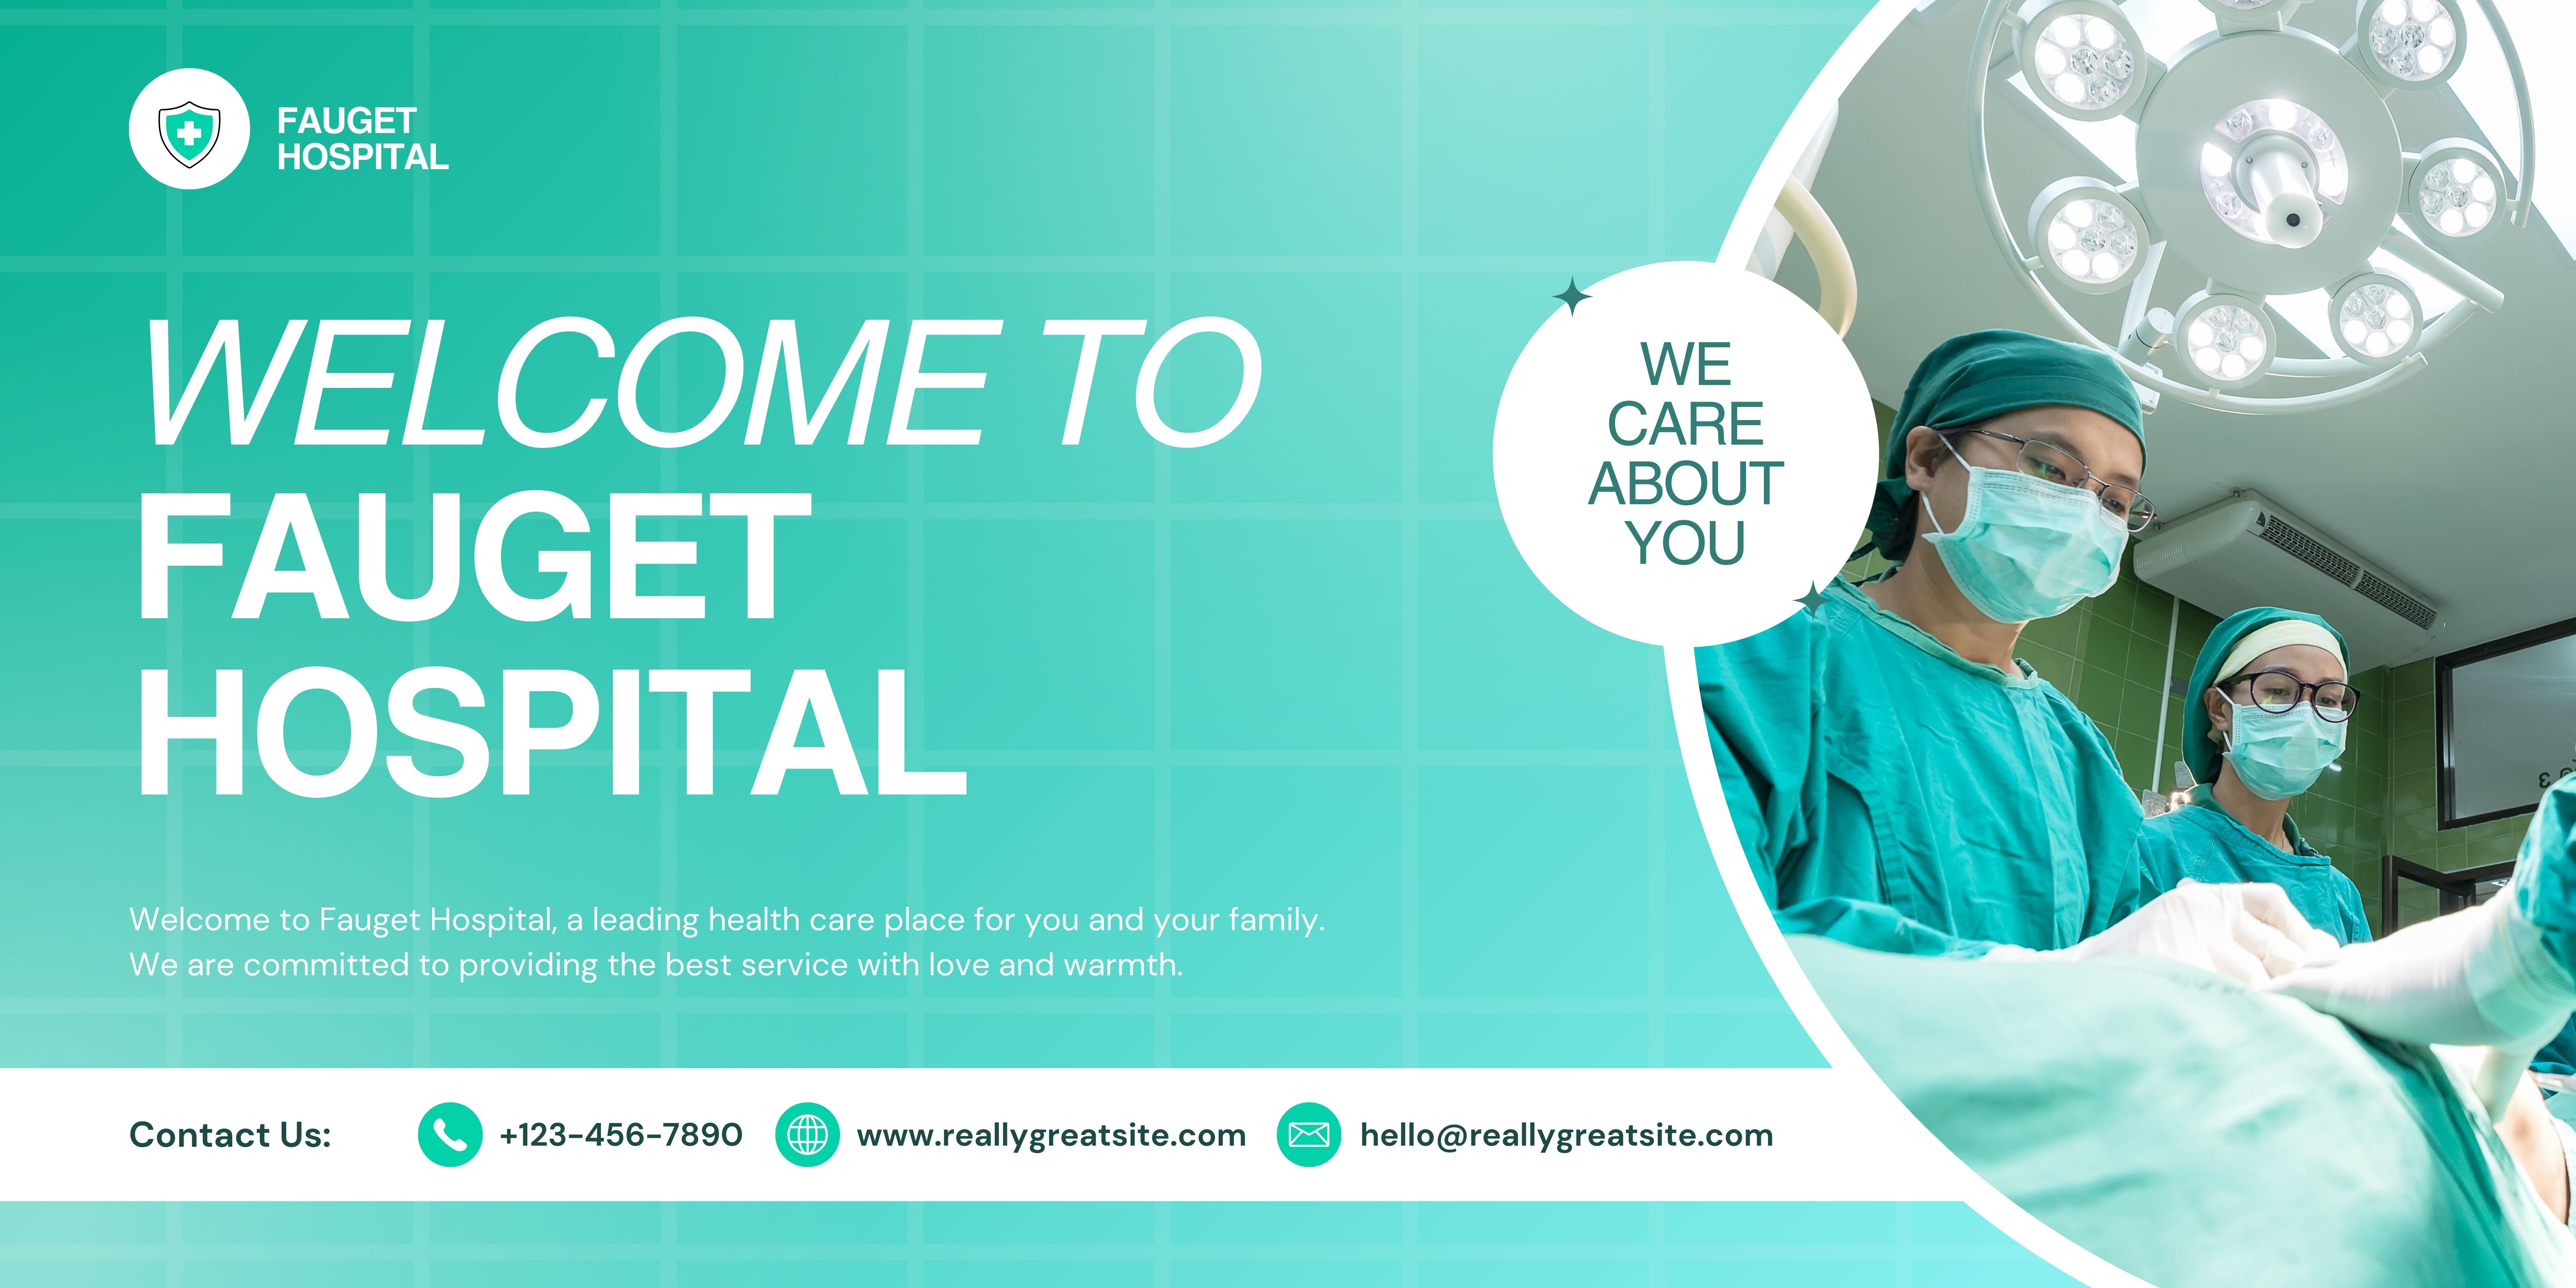 FAUGET
HOSPITAL
WELCOME TO
FAUGET
HOSPITAL
WE
CARE
ABOUT
YOU
Welcome to Fauget Hospital, a leading health care place for you and your family.
We are committed to providing the best service with love and warmth.
Contact Us:
+123-456-7890
www.reallygreatsite.com
hello@reallygreatsite.com